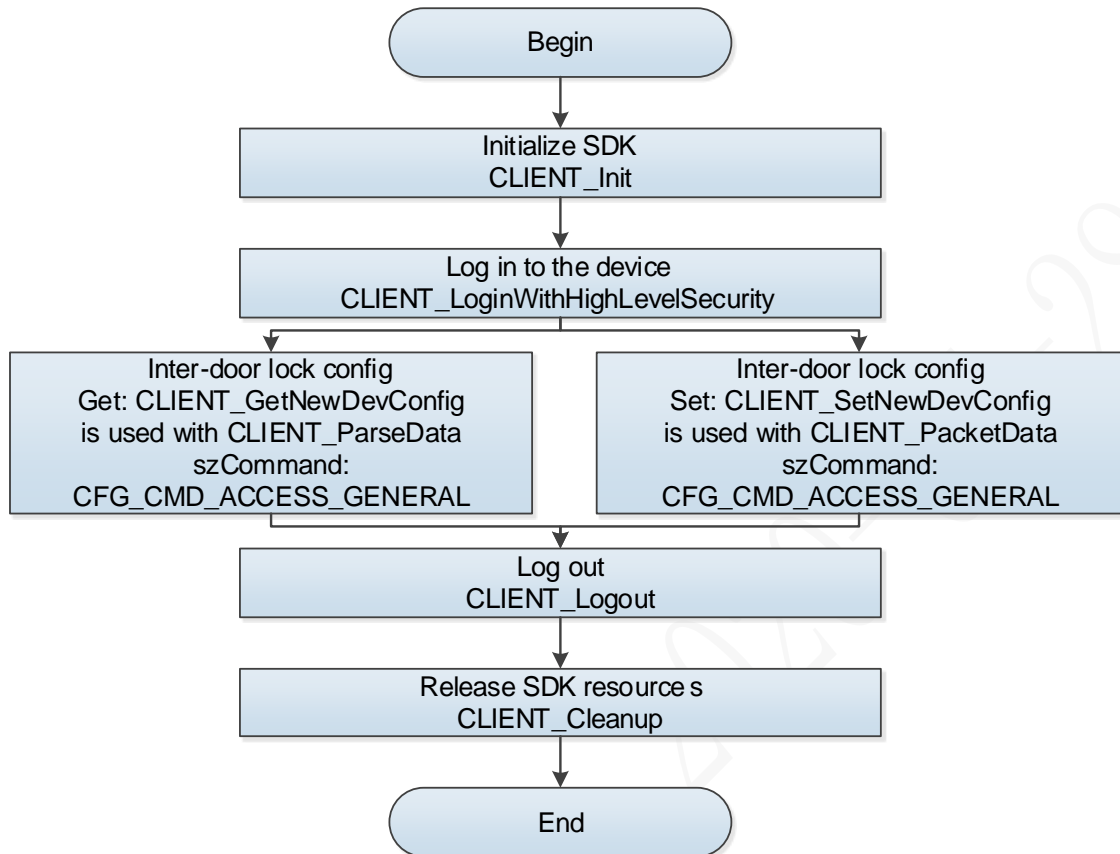 Begin
Initialize SDK
CLIENT_Init
Log in to the device
CLIENT_LoginWithHighLevelSecurity
Inter-door lock config
Get: CLIENT_GetNewDevConfig
is used with CLIENT_ParseData
szCommand:
CFG_CMD_ACCESS_GENERAL
Inter-door lock config
Set: CLIENT_SetNewDevConfig
is used with CLIENT_PacketData
szCommand:
CFG_CMD_ACCESS_GENERAL
Log out
CLIENT_Logout
Release SDK resources
CLIENT_Cleanup
End